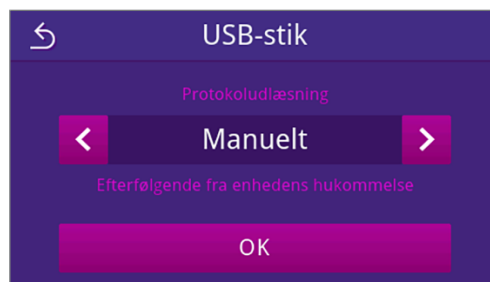 USB-stik
Protokoludlæsning
Manuelt
Efterfølgende fra enhedens hukommelse
OK